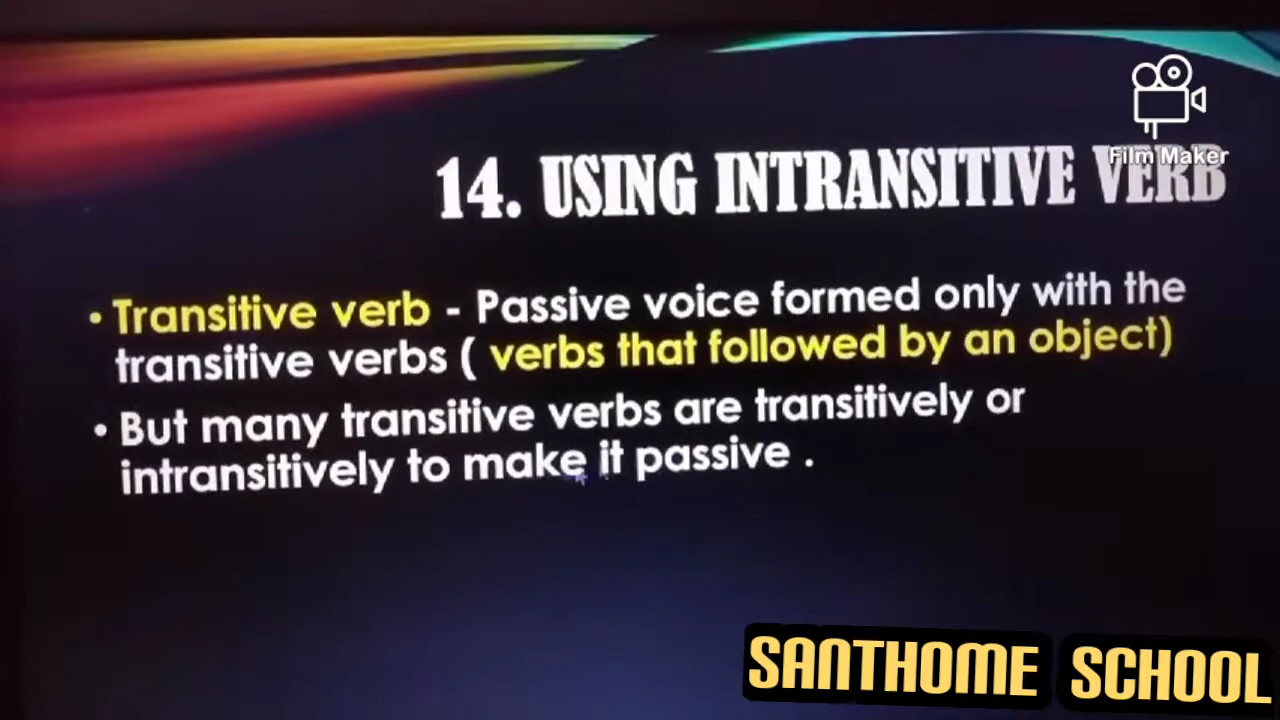 Film Maker
14. USING INTRANSITIVE VERB
• Transitive verb - Passive voice formed only with the
transitive verbs ( verbs that followed by an object)
• But many transitive verbs are transitively or
intransitively to make it passive .
SANTHOME SCHOOL